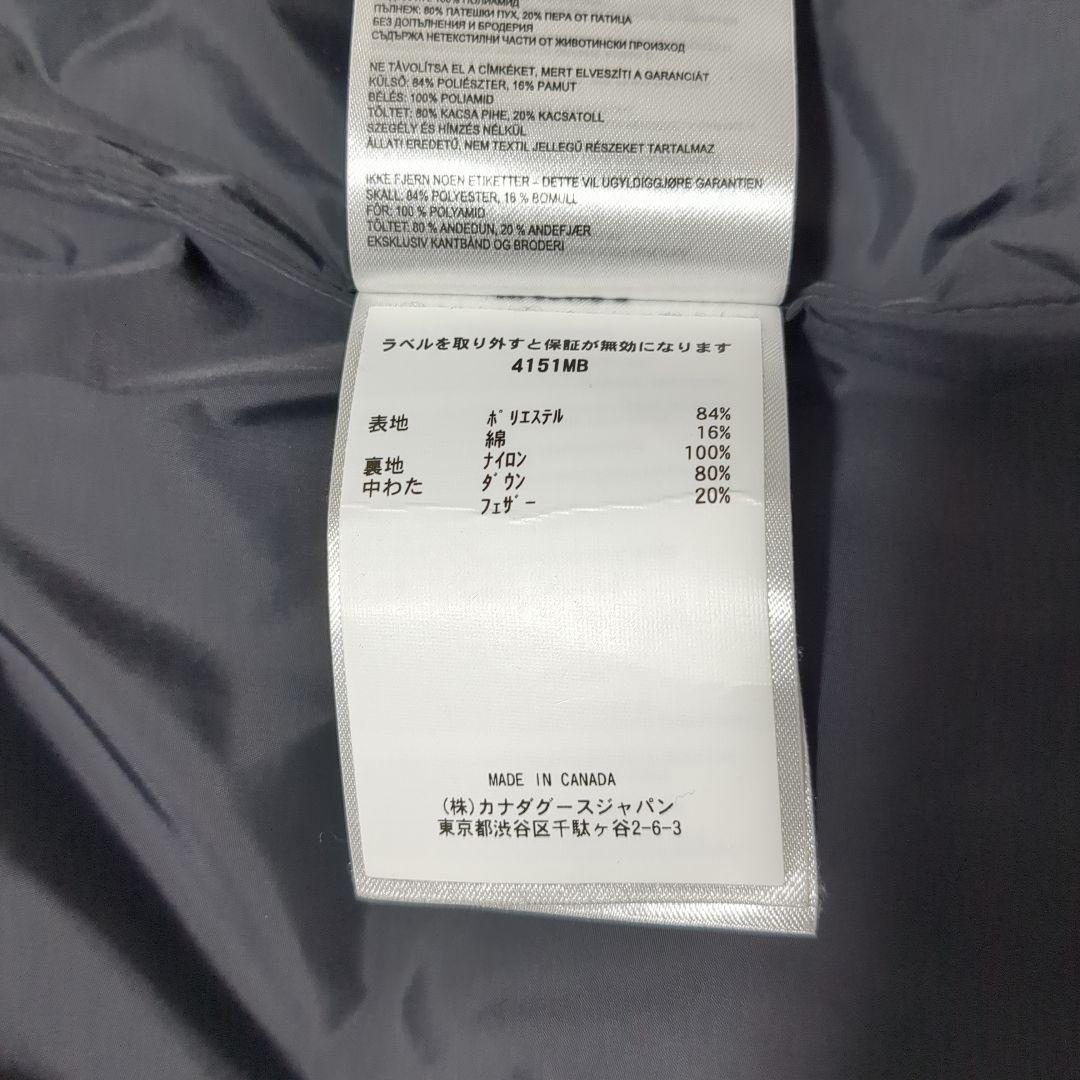 ПЪЛНЕЖ: 80% ПАТЕШКИ ПУХ, 20% ПЕРА ОТ ПАТИЦА
БЕЗ ДОПЪЛНЕНИЯ И БРОДЕРИЯ
СЪДЪРЖА НЕТЕКСТИЛНИ ЧАСТИ ОТ ЖИВОТИНСКИ ПРОИЗХОД
NE TÁVOLÍTSA EL A CÍMKÉKET, MERT ELVESZÍTI A GARANCIÁT
KÜLSŐ: 84% POLIÉSZTER, 16% PAMUT
BÉLÉS: 100% POLIAMID
TÖLTET: 80% KACSA PIHE, 20% KACSATOLL
SZEGÉLY ÉS HÍMZÉS NÉLKÜL
ÁLLATI EREDETŰ, NEM TEXTIL JELLEGŰ RÉSZEKET TARTALMAZ
IKKE FJERN NOEN ETIKETTER – DETTE VIL UGYLDIGGJØRE GARANTIEN
SKALL: 84% POLYESTER, 16 % BOMULL
FÔR: 100 % POLYAMID
TÖLTET: 80 % ANDEDUN, 20 % ANDEFJÆR
EKSKLUSIV KANTBÅND OG BRODERI
ラベルを取り外すと保証が無効になります
4151MB
表地 ﾎﾟﾘｴｽﾃﾙ 84%
綿 16%
裏地 ﾅｲﾛﾝ 100%
中わた ﾀﾞｳﾝ 80%
ﾌｪｻﾞｰ 20%
MADE IN CANADA
(株)カナダグースジャパン
東京都渋谷区千駄ヶ谷2-6-3